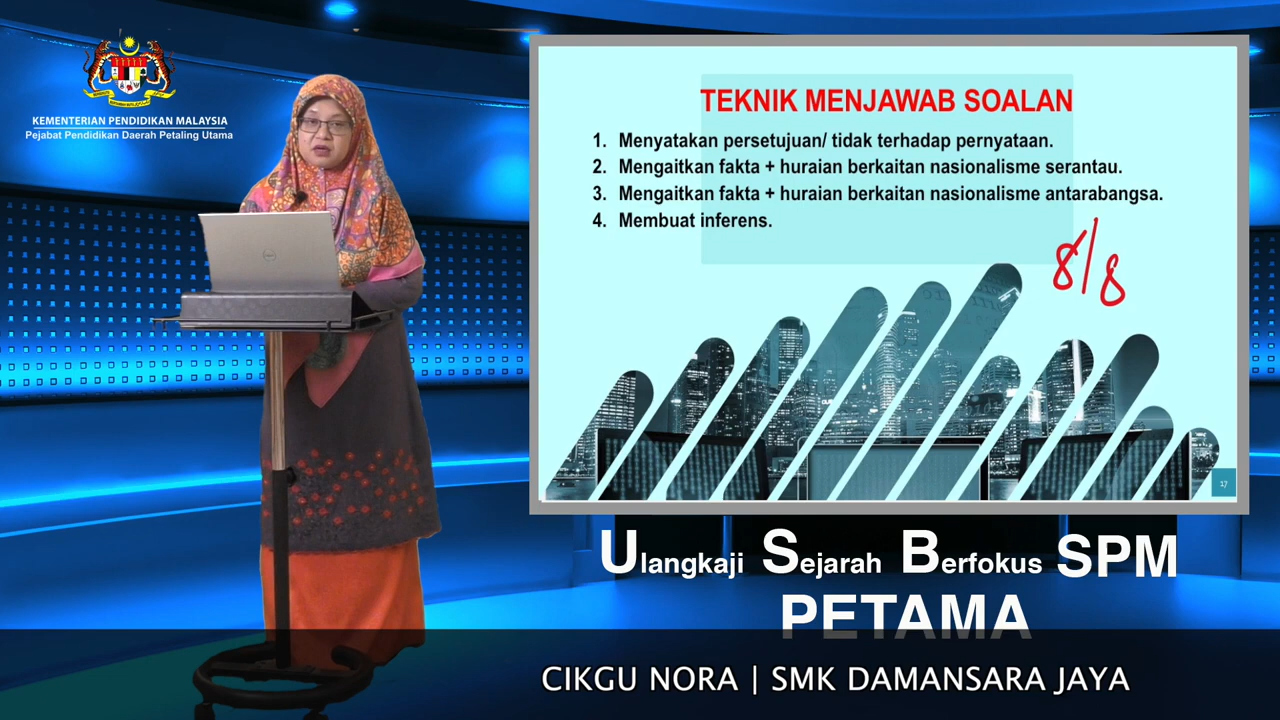 KEMENTERIAN PENDIDIKAN MALAYSIA
Pejabat Pendidikan Daerah Petaling Utama
TEKNIK MENJAWAB SOALAN
1. Menyatakan persetujuan/ tidak terhadap pernyataan.
2. Mengaitkan fakta + huraian berkaitan nasionalisme serantau.
3. Mengaitkan fakta + huraian berkaitan nasionalisme antarabangsa.
4. Membuat inferens.
8/8
17
Ulangkaji Sejarah Berfokus SPM
PETAMA
CIKGU NORA | SMK DAMANSARA JAYA